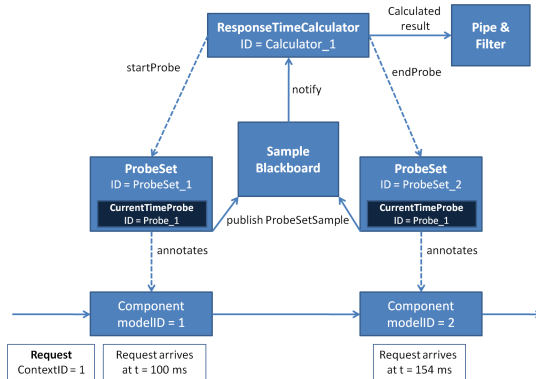 ResponseTimeCalculator
ID = Calculator_1
Calculated
result
Pipe &
Filter
startProbe
endProbe
notify
Sample
Blackboard
ProbeSet
ID = ProbeSet_1
CurrentTimeProbe
ID = Probe_1
ProbeSet
ID = ProbeSet_2
CurrentTimeProbe
ID = Probe_1
publish ProbeSetSample
annotates
annotates
Component
modelID = 1
Component
modelID = 2
Request
ContextID = 1
Request arrives
at t = 100 ms
Request arrives
at t = 154 ms